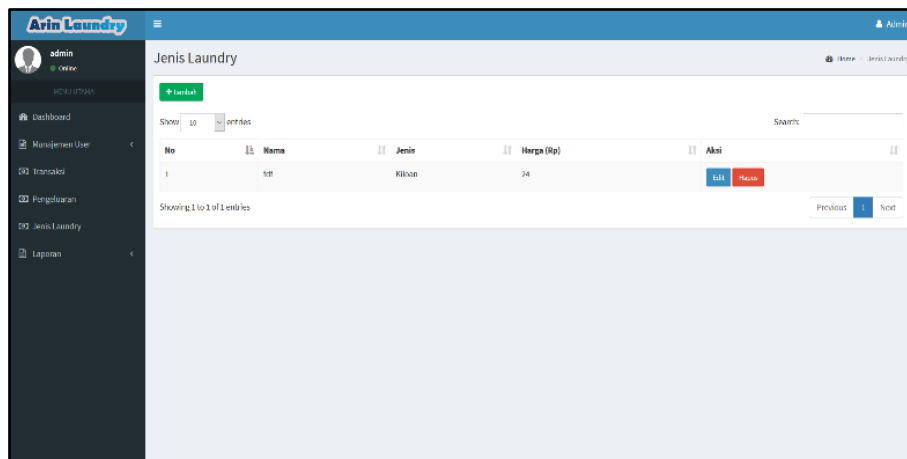 Arin Laundry
Admin
admin
Online
MENU UTAMA
Dashboard
Manajemen User
Transaksi
Pengeluaran
Jenis Laundry
Laporan
Jenis Laundry
Home > Jenis Laundry
+ tambah
Show 10 entries
Search:
No Nama Jenis Harga (Rp) Aksi
1 fdf Kiloan 24 Edit Hapus
Showing 1 to 1 of 1 entries
Previous 1 Next